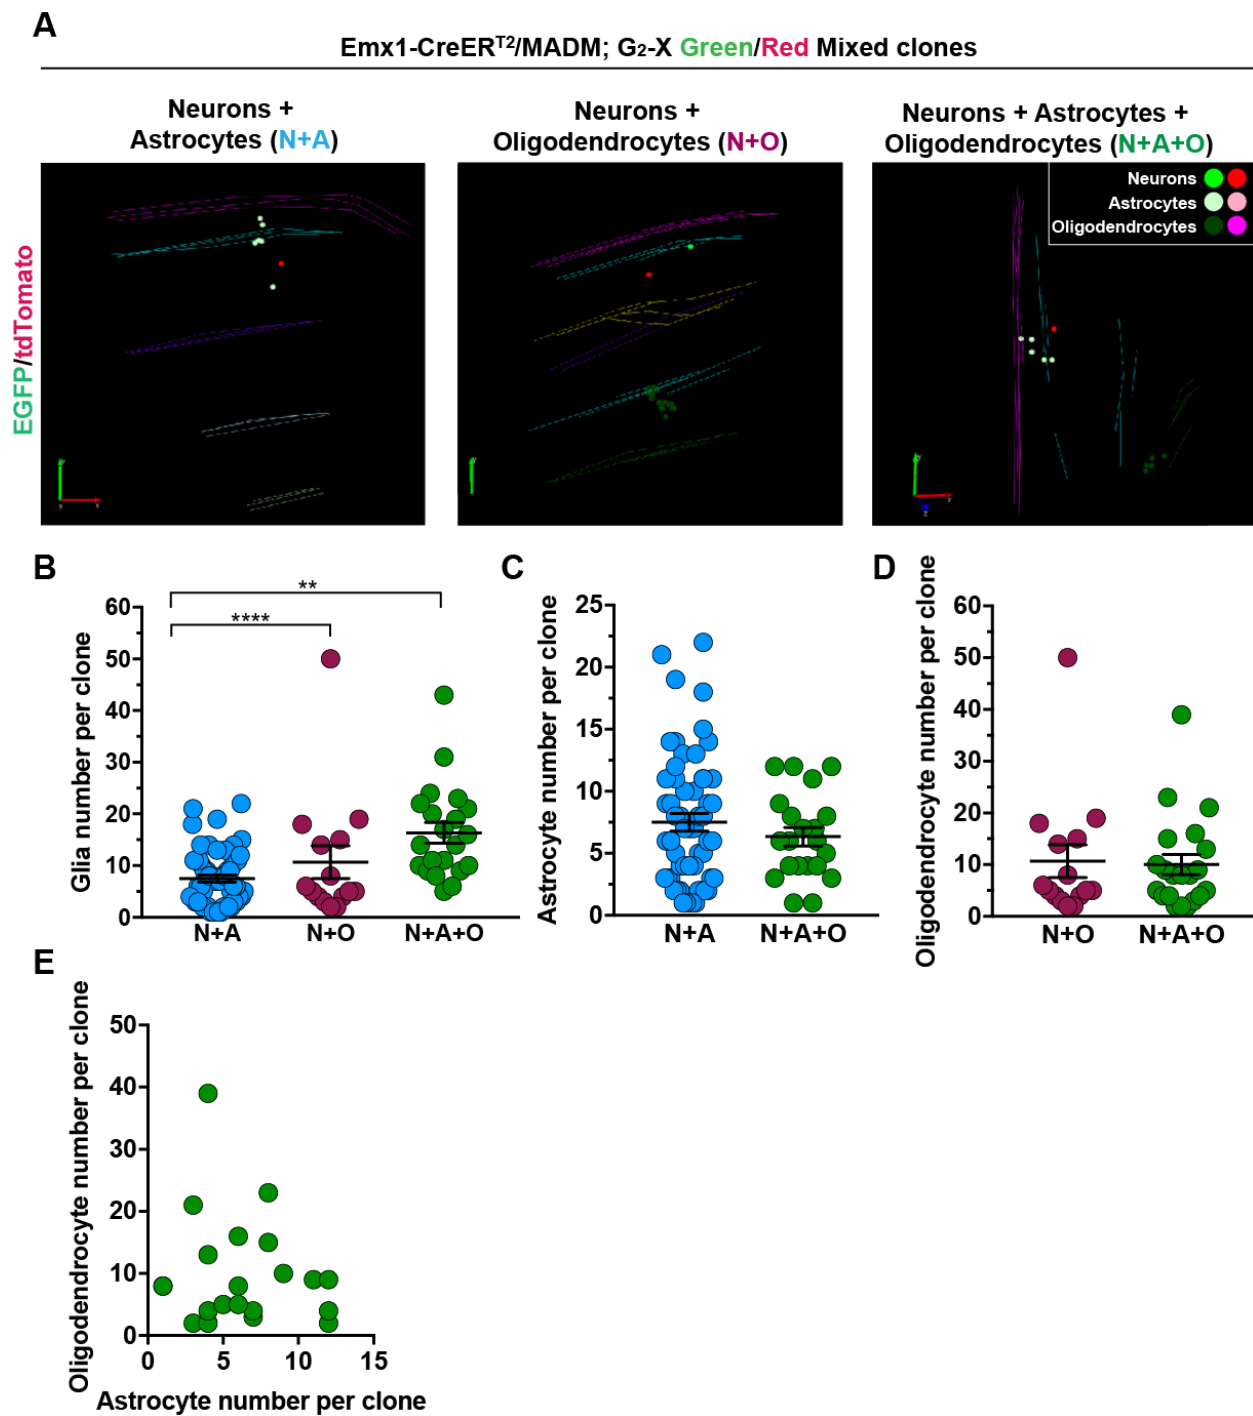 A
Emx1-CreERT2/MADM; G2-X Green/Red Mixed clones
Neurons +
Astrocytes (N+A)
Neurons +
Oligodendrocytes (N+O)
Neurons + Astrocytes +
Oligodendrocytes (N+A+O)
EGFP/tdTomato
Neurons
Astrocytes
Oligodendrocytes
B
Glia number per clone
60
50
40
30
20
10
0
**
****
N+A
N+O
N+A+O
C
Astrocyte number per clone
25
20
15
10
5
0
N+A
N+A+O
D
Oligodendrocyte number per clone
60
50
40
30
20
10
0
N+O
N+A+O
E
Oligodendrocyte number per clone
50
40
30
20
10
0
0
5
10
15
Astrocyte number per clone